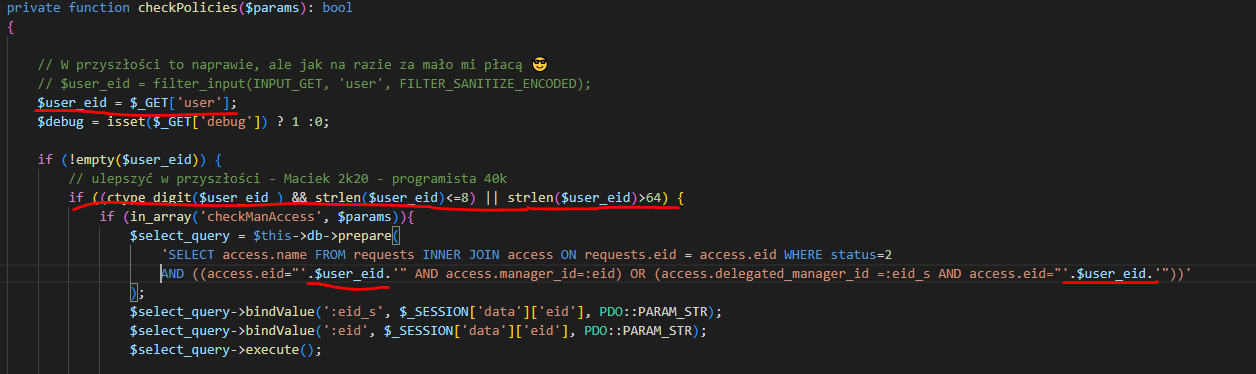 private function checkPolicies($params): bool
{
// W przyszłości to naprawie, ale jak na razie za mało mi płacą 😎
// $user_eid = filter_input(INPUT_GET, 'user', FILTER_SANITIZE_ENCODED);
$user_eid = $_GET['user'];
$debug = isset($_GET['debug']) ? 1 :0;
if (!empty($user_eid)) {
// ulepszyć w przyszłości - Maciek 2k20 - programista 40k
if ((ctype_digit($user_eid ) && strlen($user_eid)<=8) || strlen($user_eid)>64) {
if (in_array('checkManAccess', $params)){
$select_query = $this->db->prepare(
'SELECT access.name FROM requests INNER JOIN access ON requests.eid = access.eid WHERE status=2
AND ((access.eid="'.$user_eid.'" AND access.manager_id=:eid) OR (access.delegated_manager_id =:eid_s AND access.eid="'.$user_eid.'"))'
);
$select_query->bindValue(':eid_s', $_SESSION['data']['eid'], PDO::PARAM_STR);
$select_query->bindValue(':eid', $_SESSION['data']['eid'], PDO::PARAM_STR);
$select_query->execute();